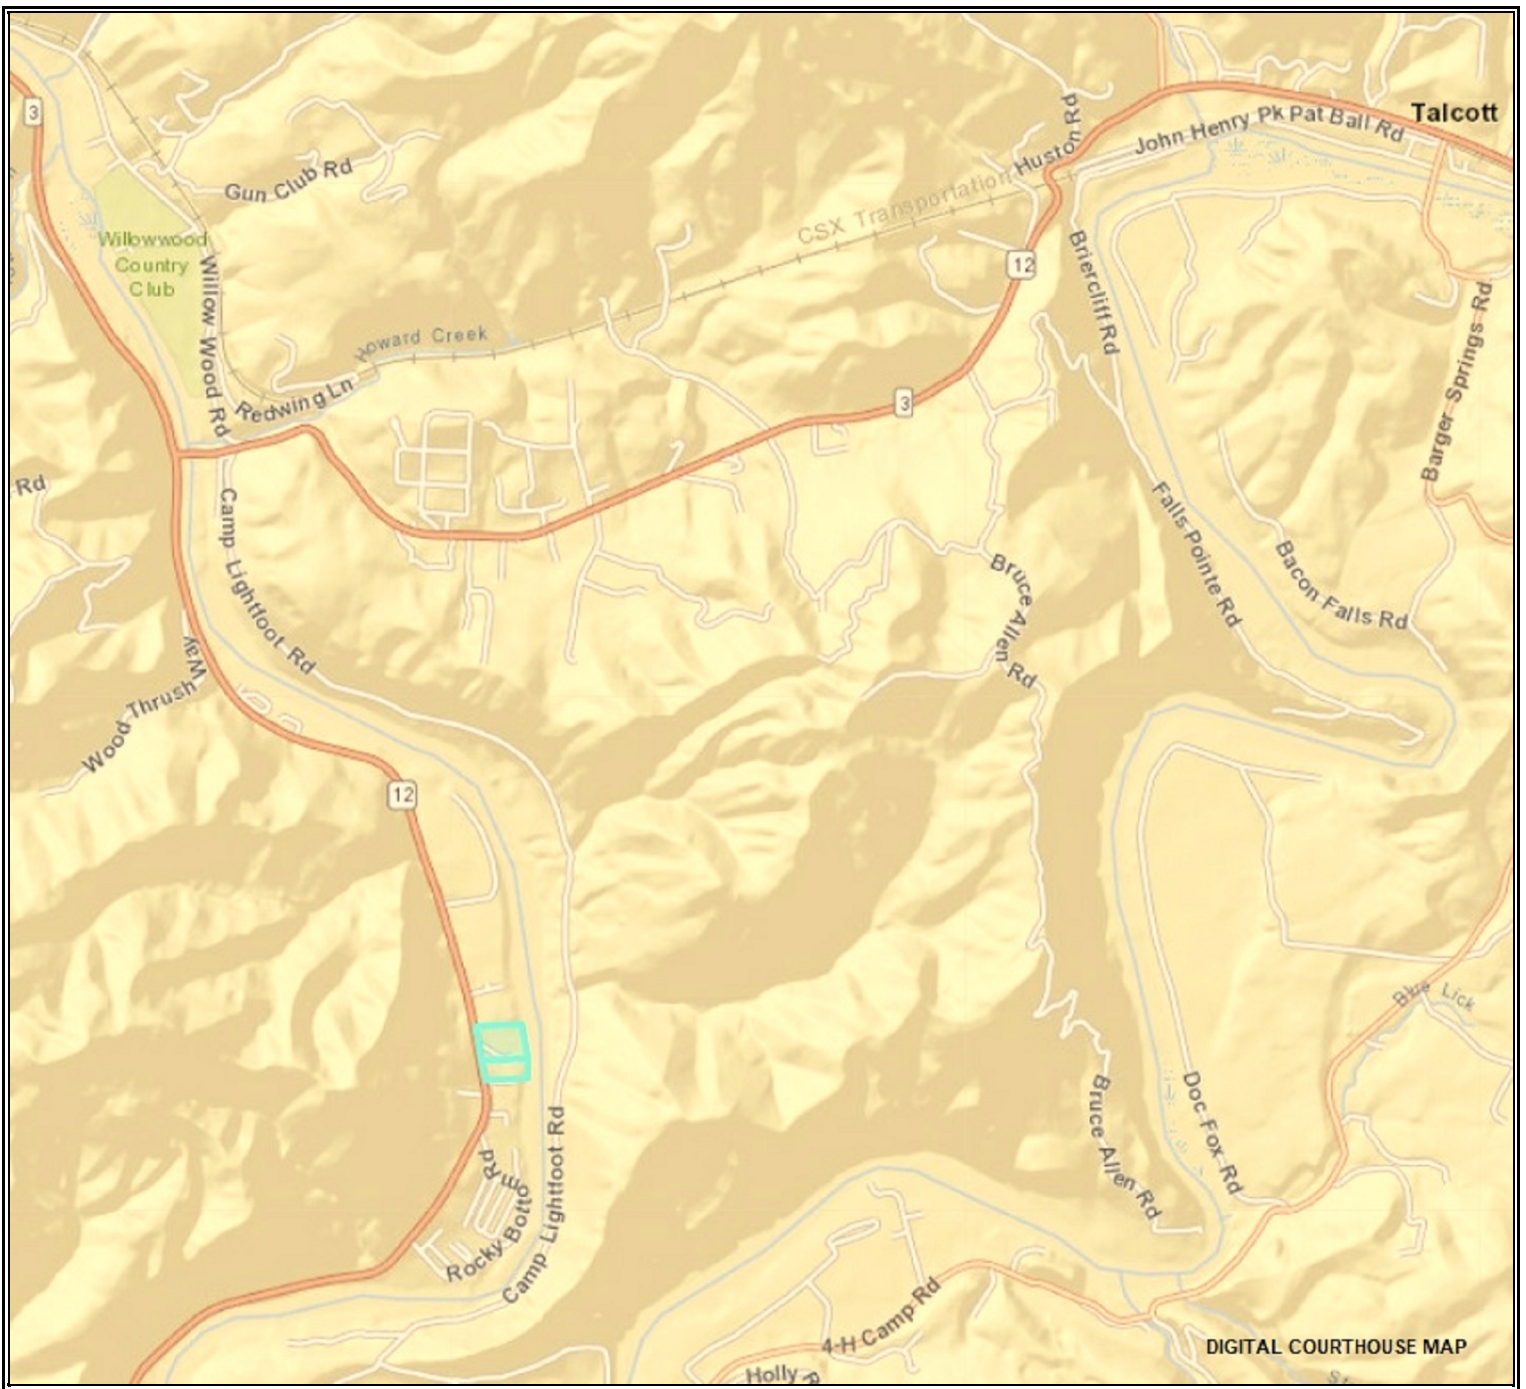 Talcott
John Henry Pk
Pat Ball Rd
3
Huston Rd
Gun Club Rd
CSX Transportation
Willowwood
Country
Club
Willow Wood Rd
12
Briercliff Rd
Barger Springs Rd
Howard Creek
Redwing Ln
3
Rd
Camp Lightfoot Rd
Falls Pointe Rd
Bacon Falls Rd
Bruce Allen Rd
Wood Thrush Way
12
Blue Lick
Doc Fox Rd
Bruce Allen Rd
Rocky Bottom Rd
Camp Lightfoot Rd
4-H Camp Rd
Holly R
DIGITAL COURTHOUSE MAP